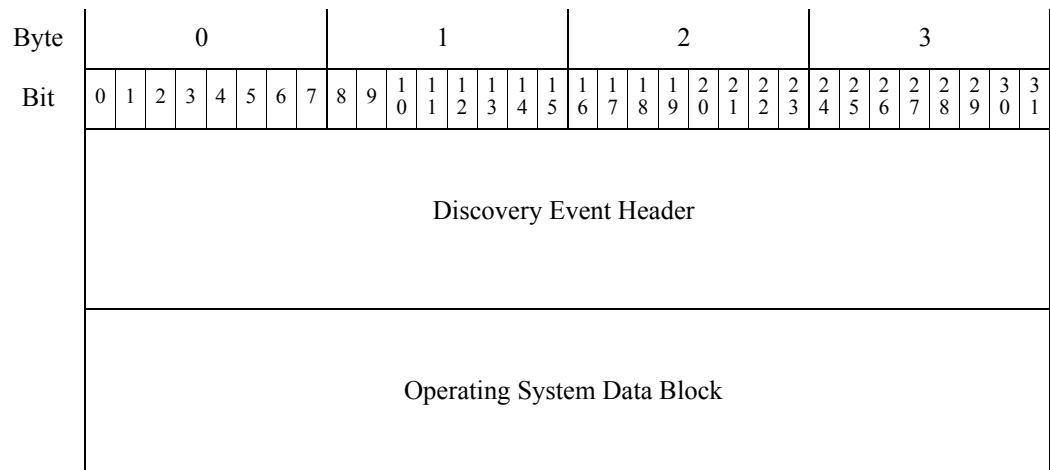 Byte 0 1 2 3
Bit 0 1 2 3 4 5 6 7 8 9 10 11 12 13 14 15 16 17 18 19 20 21 22 23 24 25 26 27 28 29 30 31
Discovery Event Header
Operating System Data Block